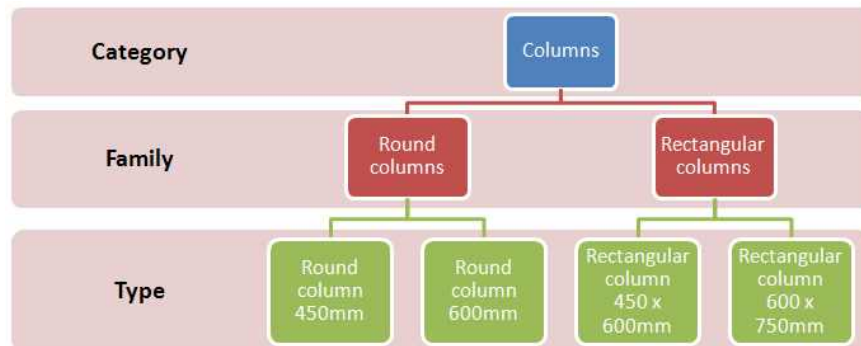 Category
Columns
Family
Round
columns
Rectangular
columns
Type
Round
column
450mm
Round
column
600mm
Rectangular
column
450 x
600mm
Rectangular
column
600 x
750mm